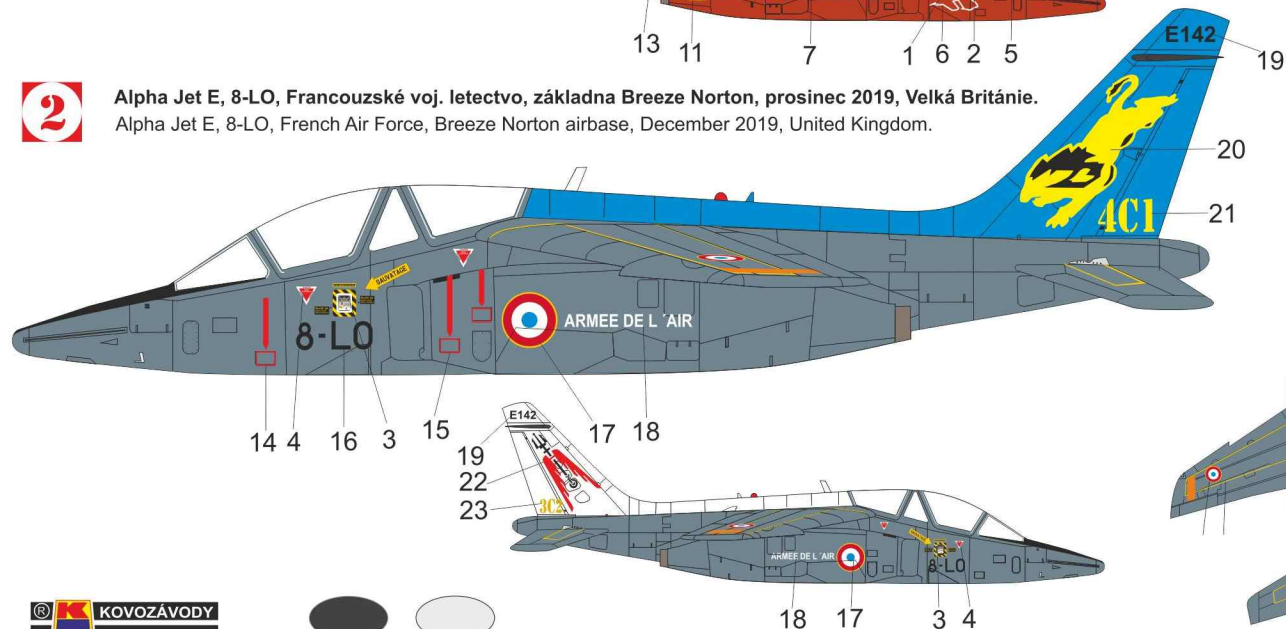 13 11 7 1 6 2 5
E142
19
2
Alpha Jet E, 8-LO, Francouzské voj. letectvo, základna Breeze Norton, prosinec 2019, Velká Británie.
Alpha Jet E, 8-LO, French Air Force, Breeze Norton airbase, December 2019, United Kingdom.
20
4C1
21
SAUVATAGE
8-LO
ARMEE DE L ´AIR
14 4 16 3 15 17 18
E142
19
22
23
3C2
ARMEE DE L ´AIR
8-LO
18 17 3 4
® K KOVOZÁVODY